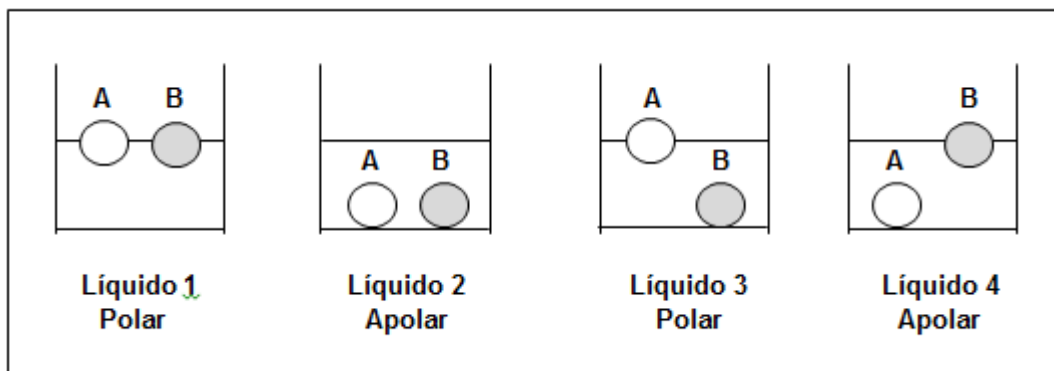 A B
A B
A
B
B
A
Líquido 1
Polar
Líquido 2
Apolar
Líquido 3
Polar
Líquido 4
Apolar